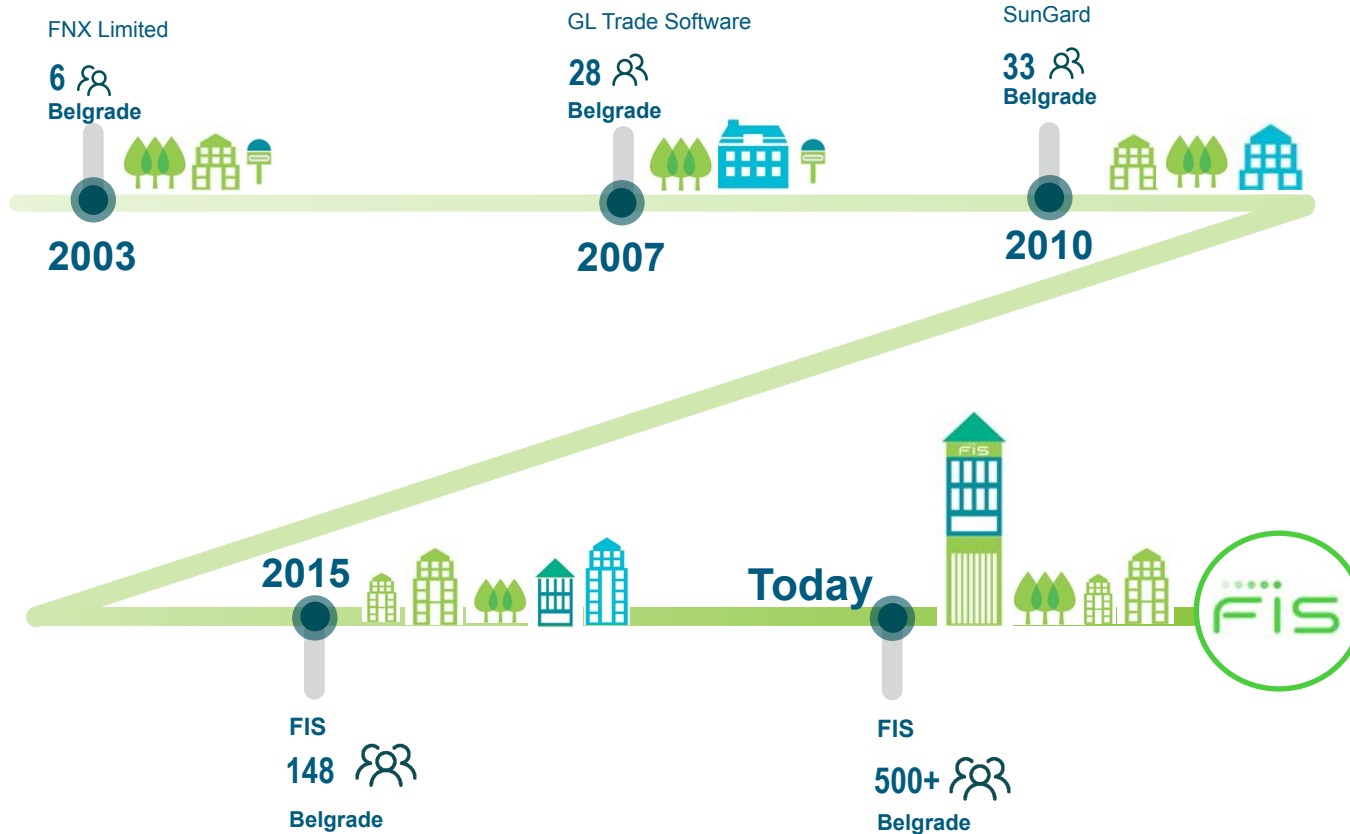 FNX Limited
6
Belgrade
2003
GL Trade Software
28
Belgrade
2007
SunGard
33
Belgrade
2010
2015
FIS
148
Belgrade
Today
FIS
500+
Belgrade
FIS
FIS